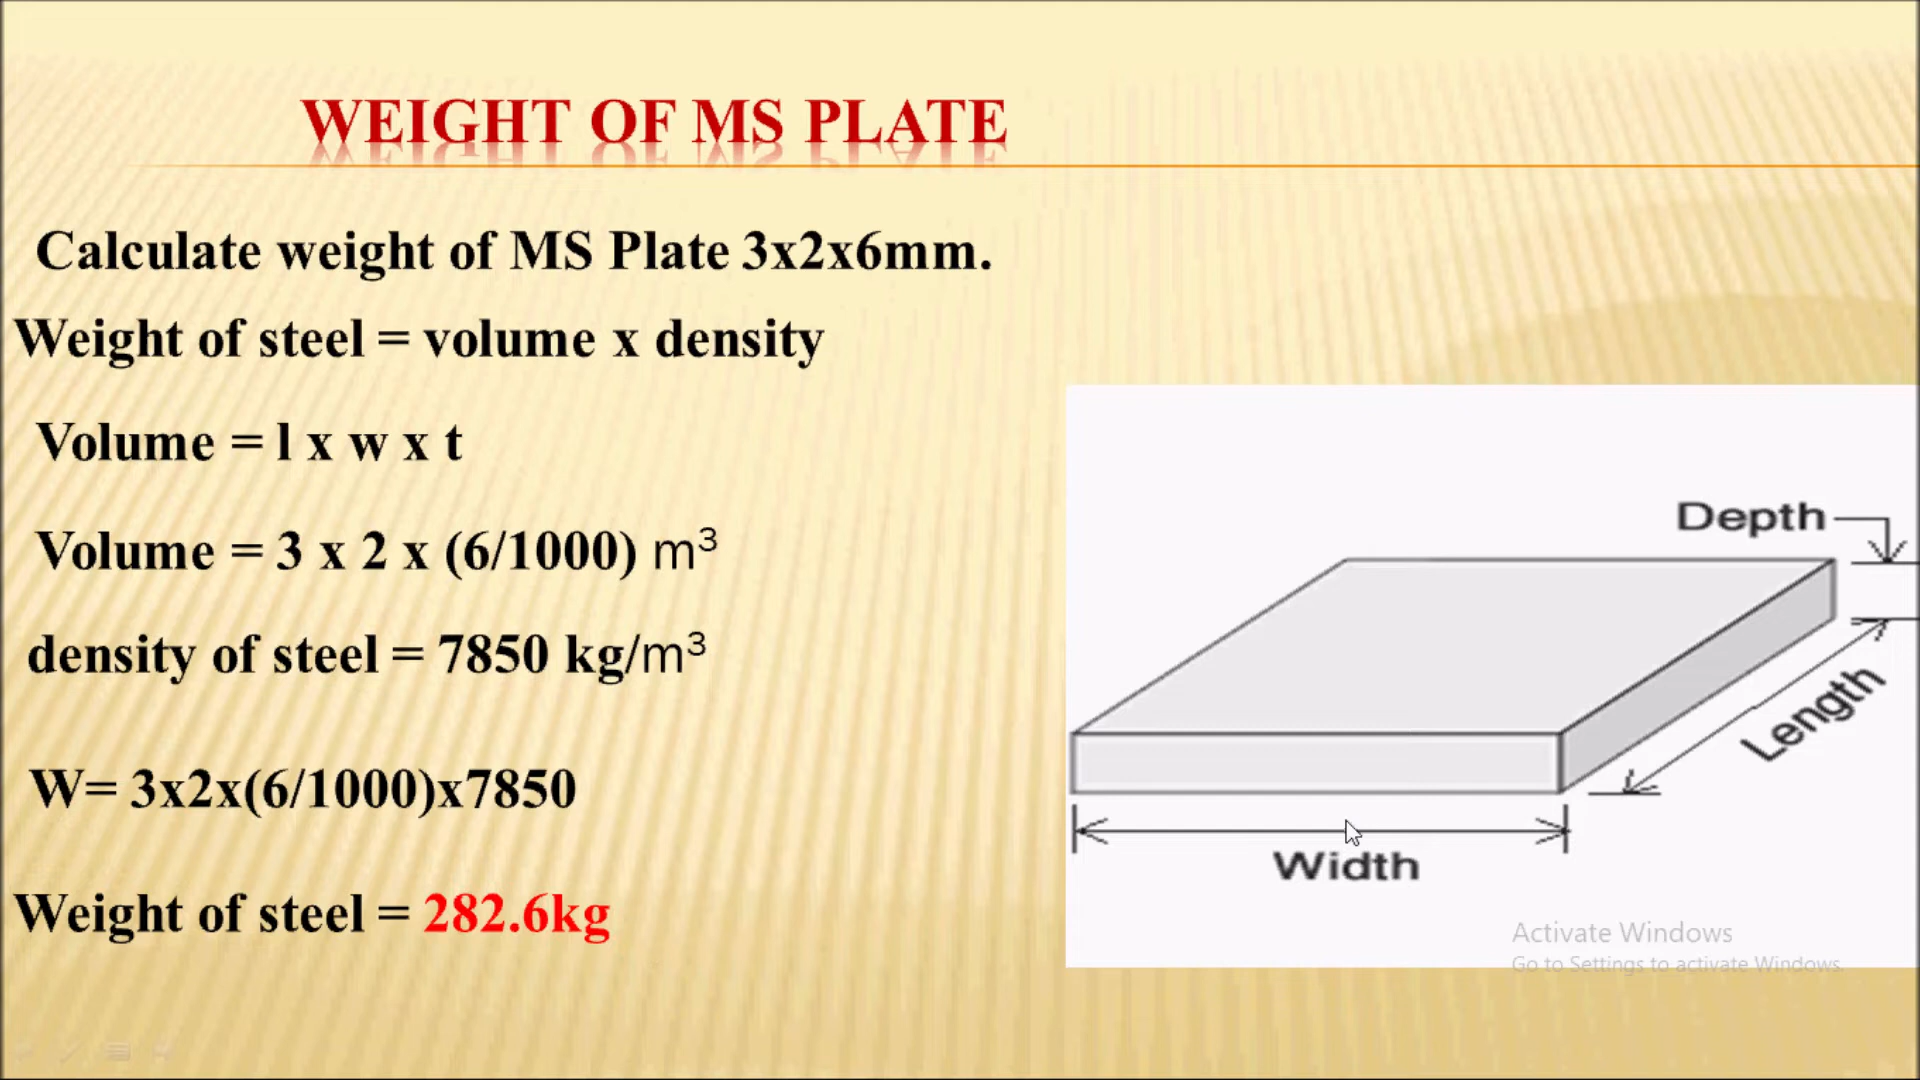 WEIGHT OF MS PLATE
Calculate weight of MS Plate 3x2x6mm.
Weight of steel = volume x density
Volume = l x w x t
Volume = 3 x 2 x (6/1000) m³
density of steel = 7850 kg/m³
W= 3x2x(6/1000)x7850
Weight of steel = 282.6kg
Depth
Length
Width
Activate Windows
Go to Settings to activate Windows.